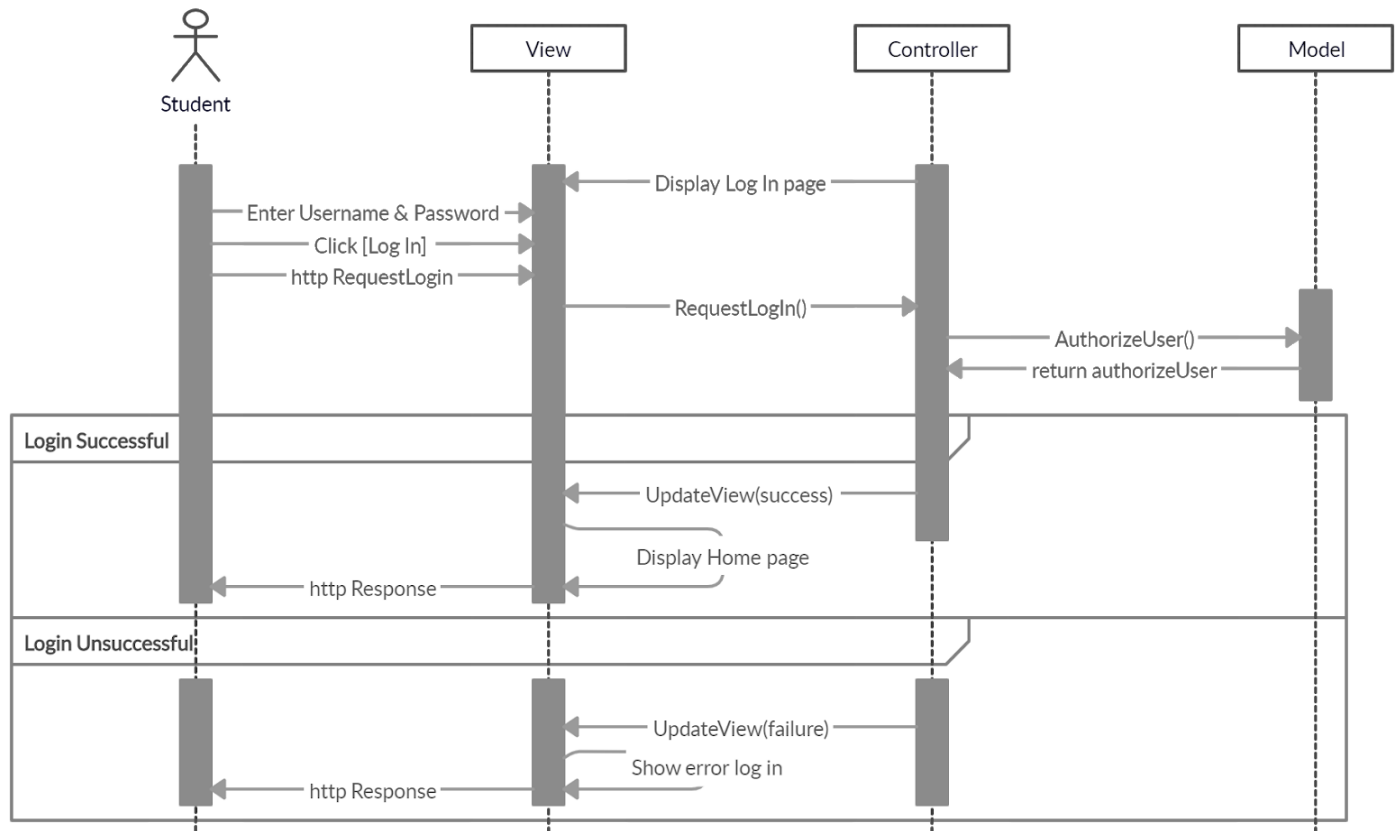 Student
View
Controller
Model
Display Log In page
Enter Username & Password
Click [Log In]
http RequestLogin
RequestLogIn()
AuthorizeUser()
return authorizeUser
Login Successful
UpdateView(success)
Display Home page
http Response
Login Unsuccessful
UpdateView(failure)
Show error log in
http Response